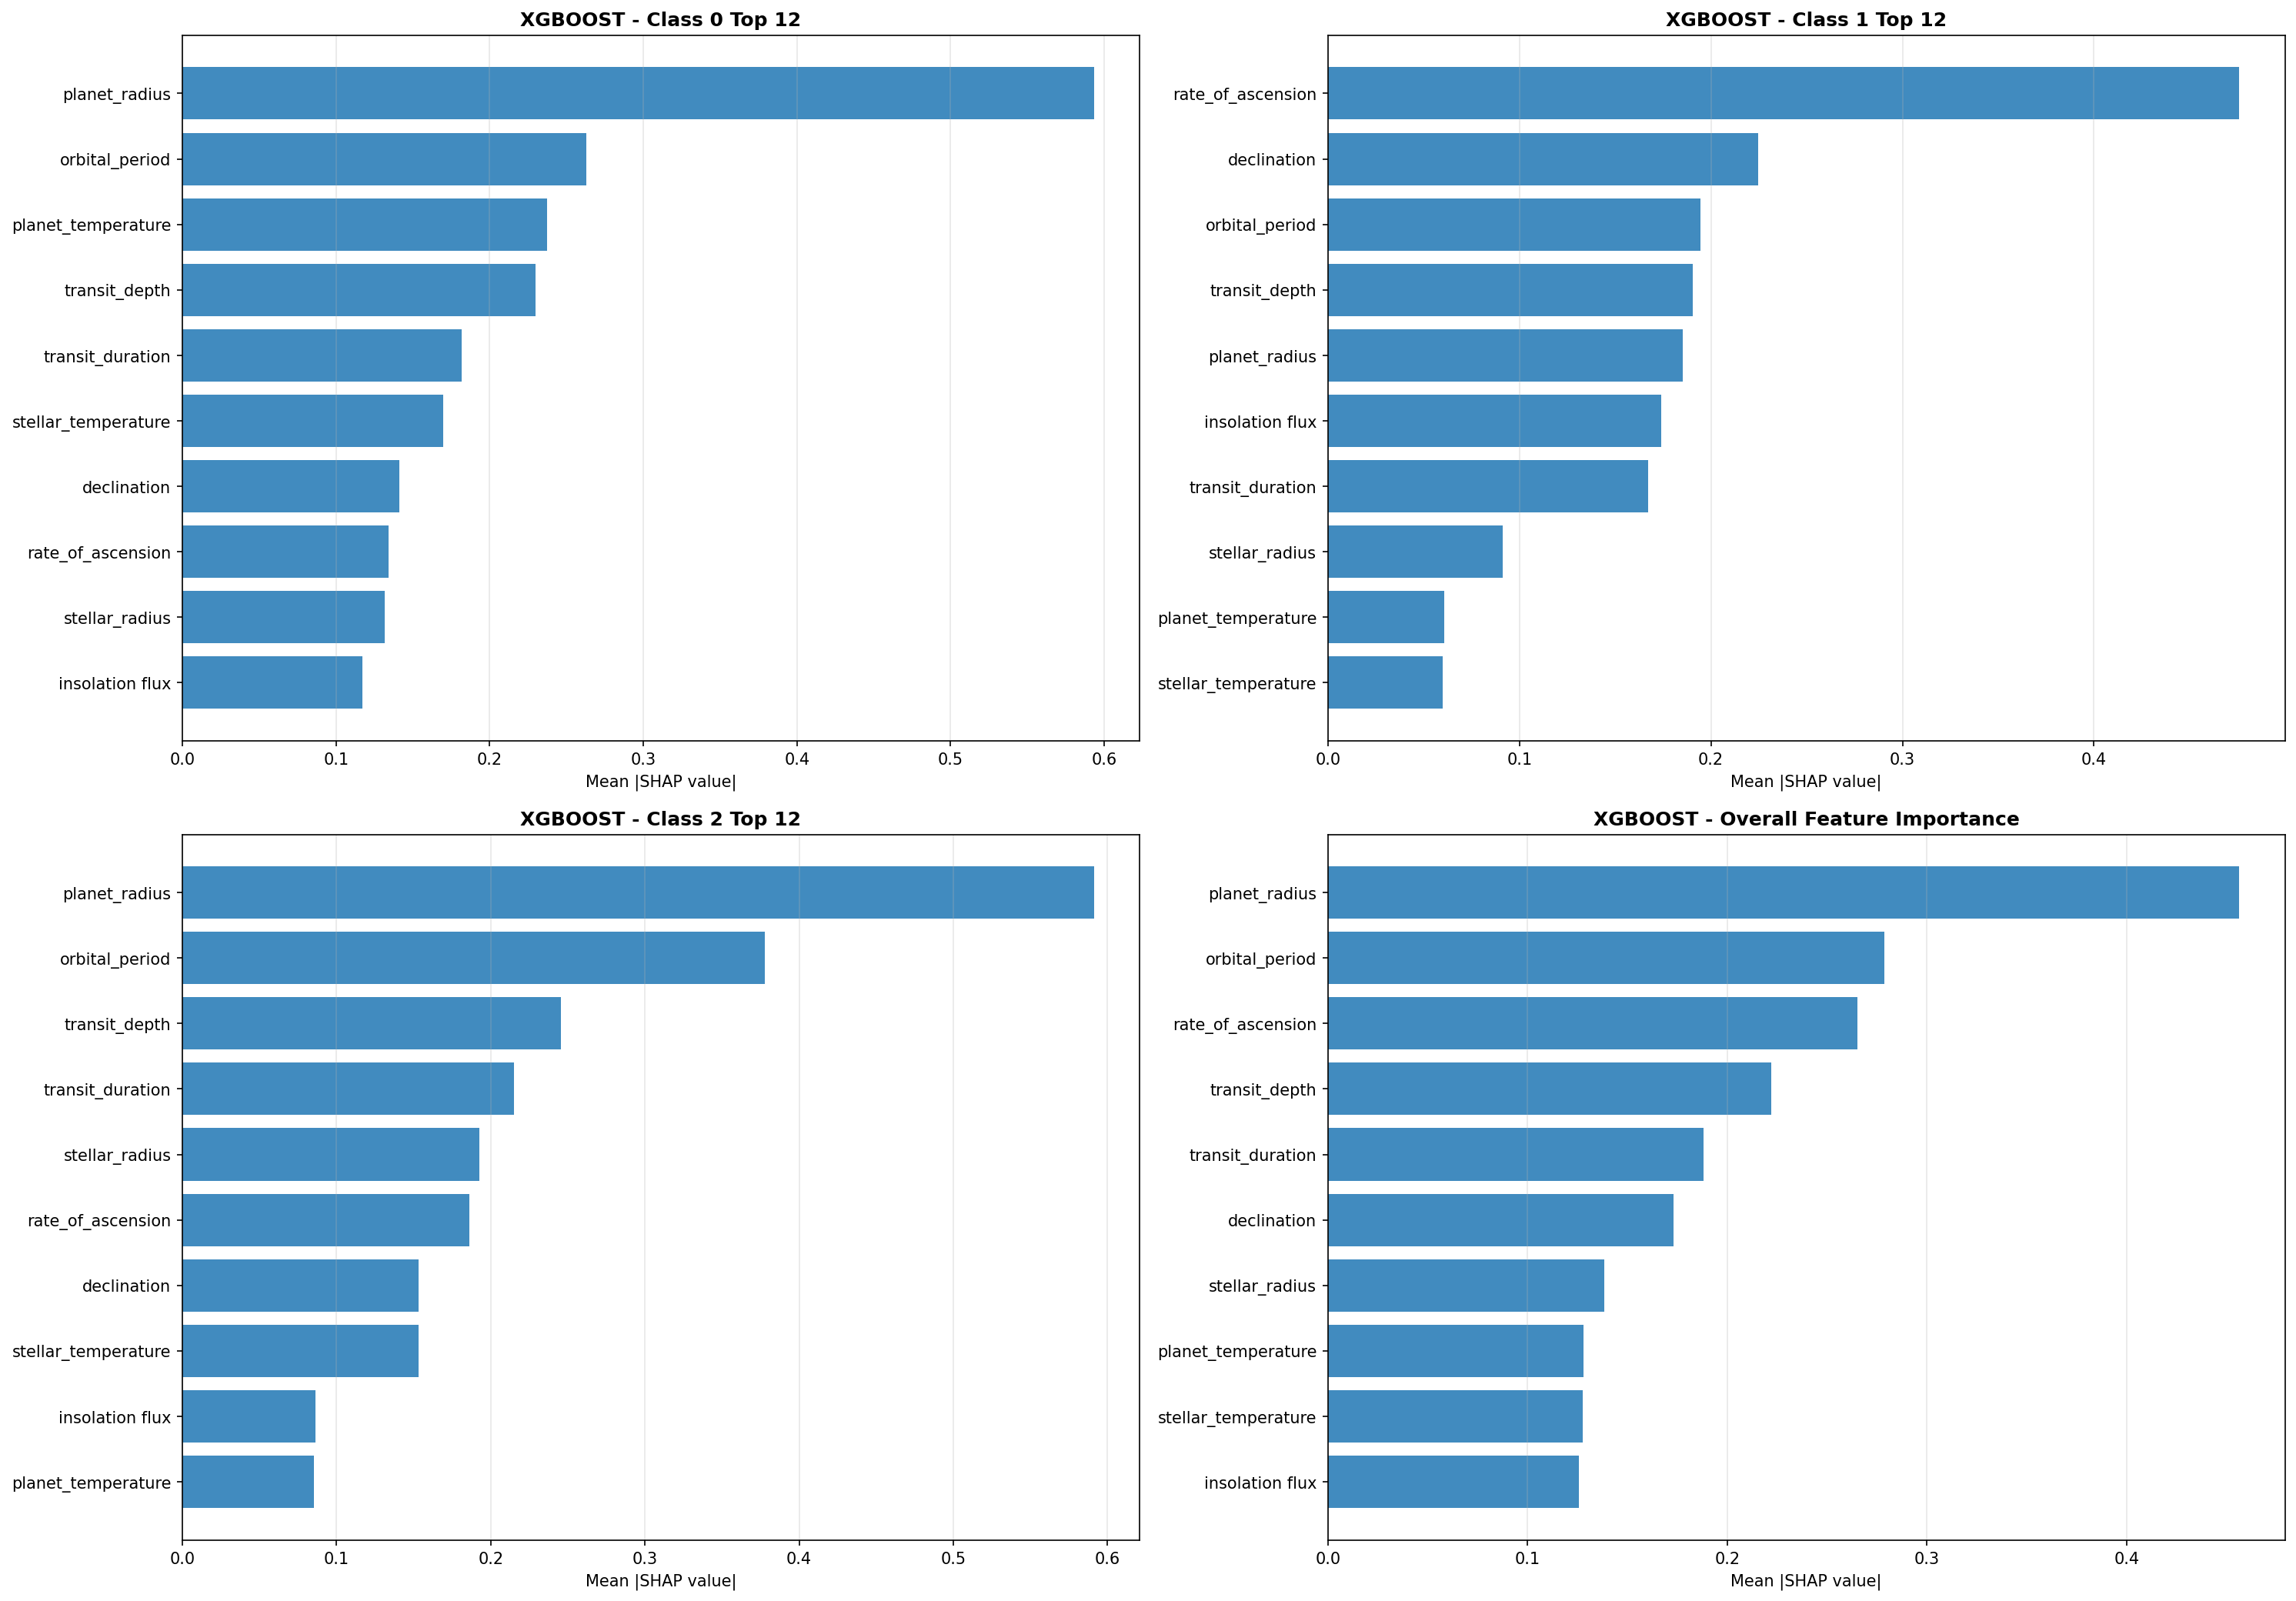 XGBOOST - Class 0 Top 12
planet_radius
orbital_period
planet_temperature
transit_depth
transit_duration
stellar_temperature
declination
rate_of_ascension
stellar_radius
insolation flux
0.0 0.1 0.2 0.3 0.4 0.5 0.6
Mean |SHAP value|
XGBOOST - Class 1 Top 12
rate_of_ascension
declination
orbital_period
transit_depth
planet_radius
insolation flux
transit_duration
stellar_radius
planet_temperature
stellar_temperature
0.0 0.1 0.2 0.3 0.4
Mean |SHAP value|
XGBOOST - Class 2 Top 12
planet_radius
orbital_period
transit_depth
transit_duration
stellar_radius
rate_of_ascension
declination
stellar_temperature
insolation flux
planet_temperature
0.0 0.1 0.2 0.3 0.4 0.5 0.6
Mean |SHAP value|
XGBOOST - Overall Feature Importance
planet_radius
orbital_period
rate_of_ascension
transit_depth
transit_duration
declination
stellar_radius
planet_temperature
stellar_temperature
insolation flux
0.0 0.1 0.2 0.3 0.4
Mean |SHAP value|